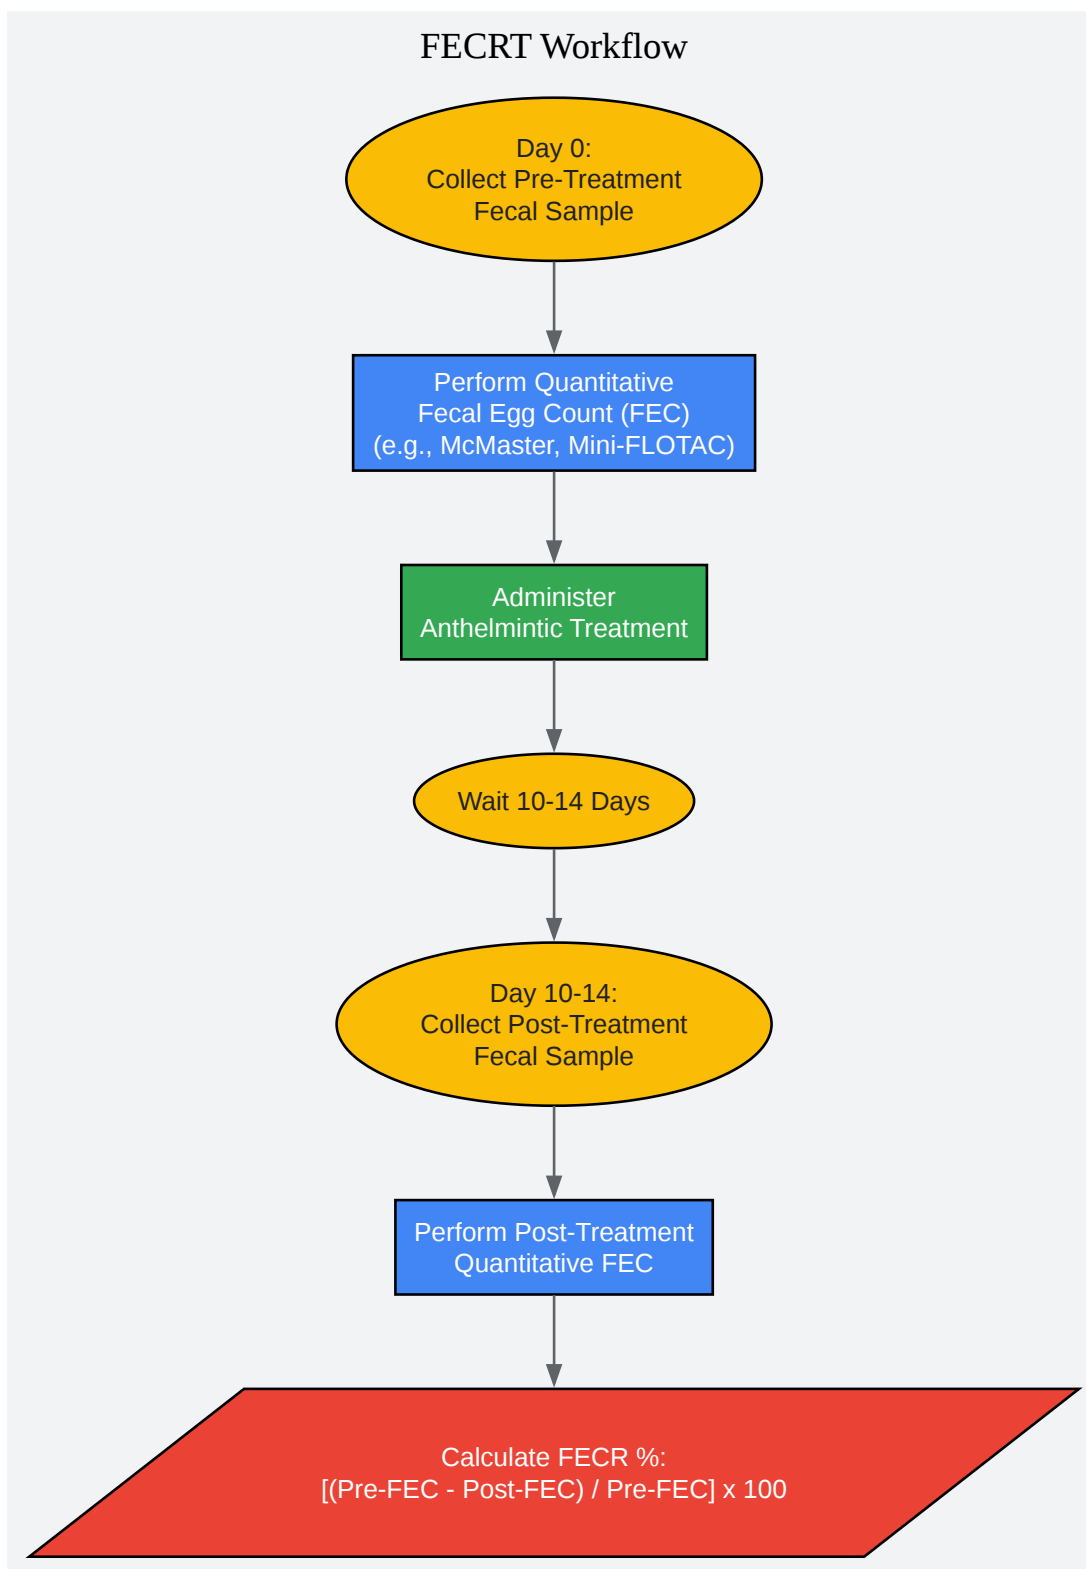 FECRT Workflow
Day 0:
Collect Pre-Treatment
Fecal Sample
Perform Quantitative
Fecal Egg Count (FEC)
(e.g., McMaster, Mini-FLOTAC)
Administer
Anthelmintic Treatment
Wait 10-14 Days
Day 10-14:
Collect Post-Treatment
Fecal Sample
Perform Post-Treatment
Quantitative FEC
Calculate FECR %:
[(Pre-FEC - Post-FEC) / Pre-FEC] x 100